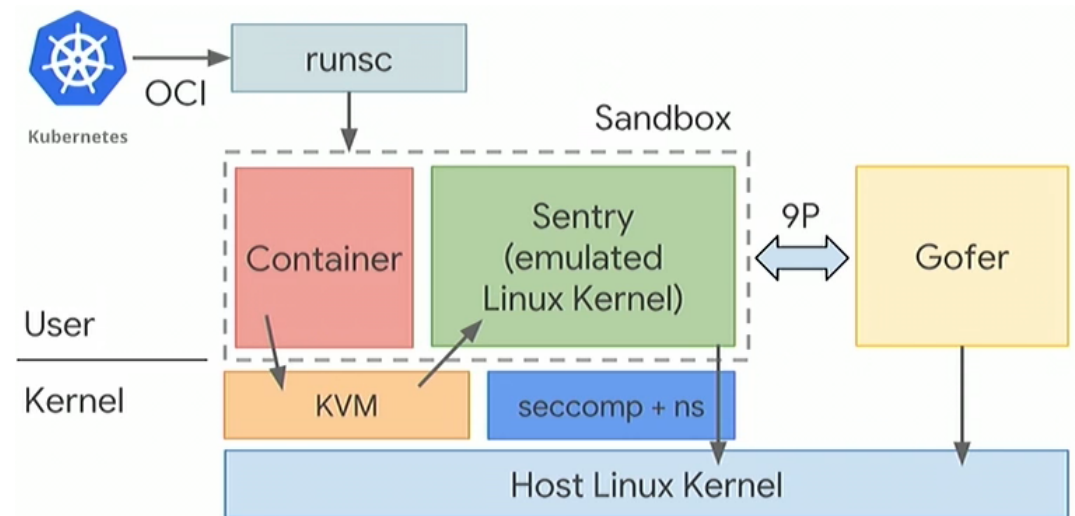 runsc
OCI
Kubernetes
Sandbox
Container
Sentry
(emulated
Linux Kernel)
9P
Gofer
User
Kernel
KVM
seccomp + ns
Host Linux Kernel